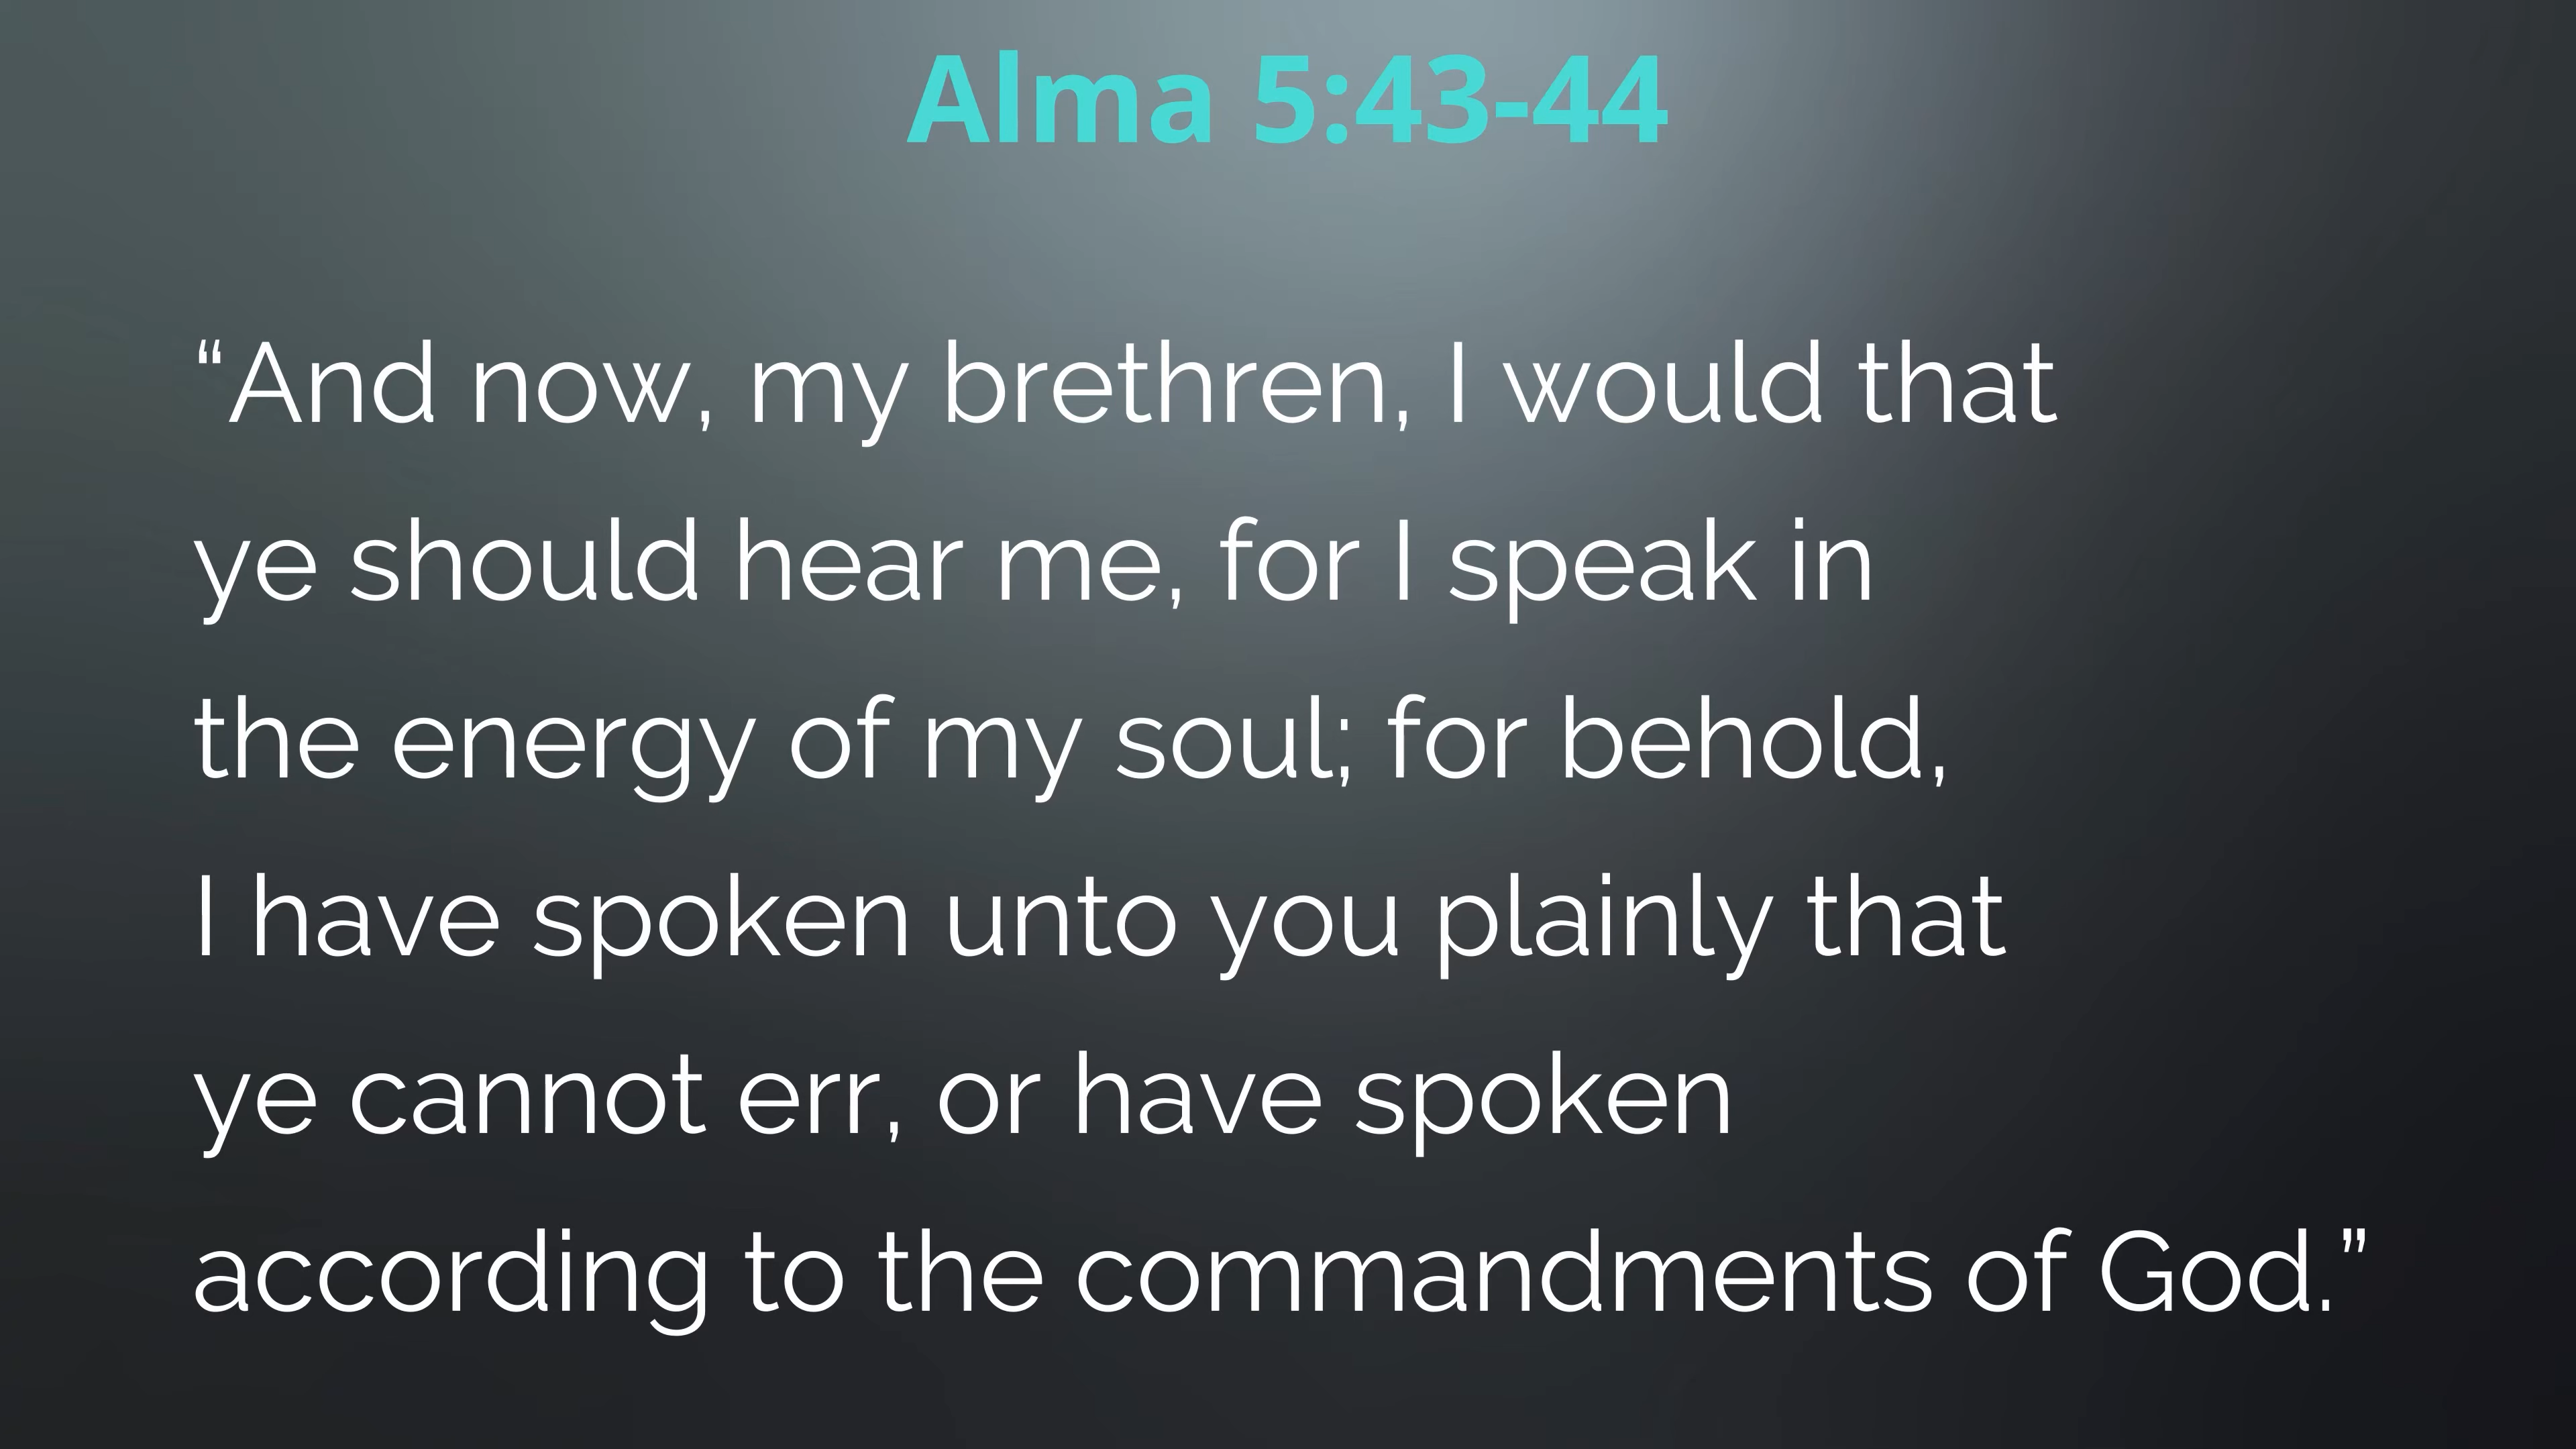 Alma 5:43-44
“And now, my brethren, I would that
ye should hear me, for I speak in
the energy of my soul; for behold,
I have spoken unto you plainly that
ye cannot err, or have spoken
according to the commandments of God.”